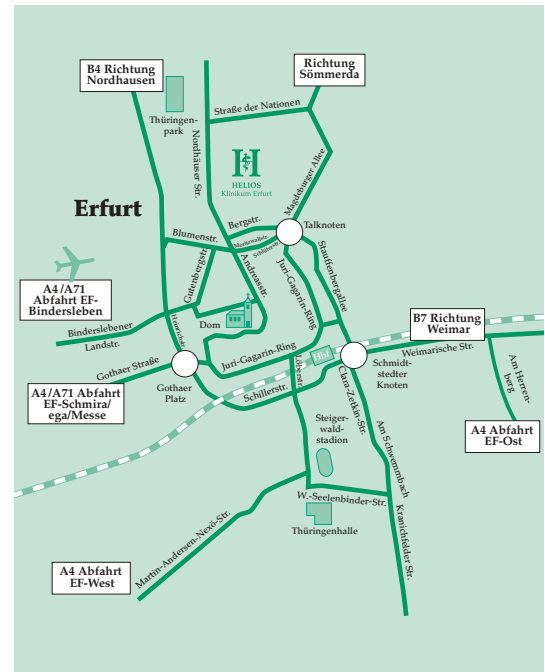 B4 Richtung
Nordhausen
Richtung
Sömmerda
Straße der Nationen
Thüringen-
park
Nordhäuser Str.
Magdeburger Allee
HELIOS
Klinikum Erfurt
Erfurt
Bergstr.
Talknoten
Blumenstr.
Moritzwallstr.
Schlüterstr.
Stauffenbergallee
Gutenbergstr.
Andreasstr.
Juri-Gagarin-Ring
A4/A71
Abfahrt EF-
Bindersleben
B7 Richtung
Weimar
Binderslebener
Landstr.
Heinrichstr.
Dom
Hbf
Weimarische Str.
Juri-Gagarin-Ring
Gothaer Straße
Löberstr.
Schmidt-
stedter
Knoten
Am Herren-
berg
Gothaer
Platz
Schillerstr.
Clara-Zetkin-Str.
A4/A71 Abfahrt
EF-Schmira/
ega/Messe
Steiger-
wald-
stadion
A4 Abfahrt
EF-Ost
Am Schwemmbach
W.-Seelenbinder-Str.
Thüringenhalle
Kranichfelder Str.
Martin-Andersen-Nexö-Str.
A4 Abfahrt
EF-West